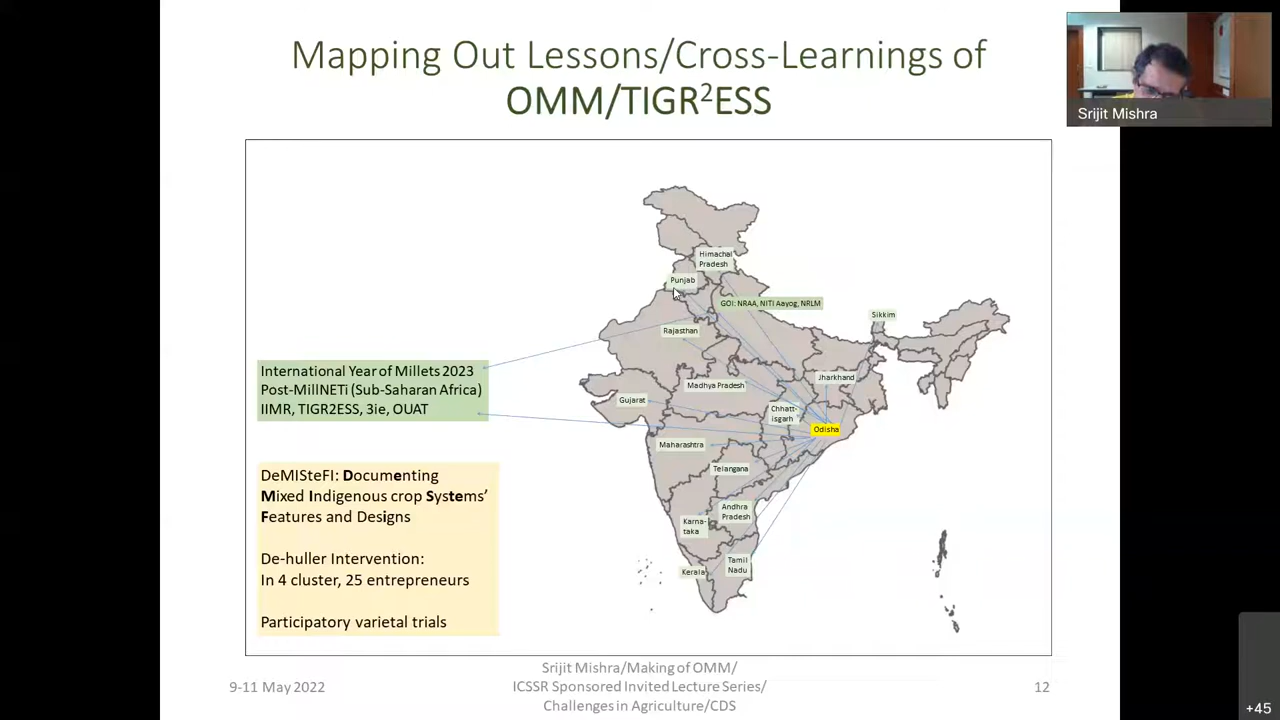 Mapping Out Lessons/Cross-Learnings of
OMM/TIGR²ESS
Srijit Mishra
Himachal
Pradesh
Punjab
GOI: NRAA, NITI Aayog, NRLM
Sikkim
Rajasthan
International Year of Millets 2023
Post-MillNETi (Sub-Saharan Africa)
IIMR, TIGR2ESS, 3ie, OUAT
Jharkhand
Madhya Pradesh
Gujarat
Chhatt-
isgarh
Odisha
Maharashtra
Telangana
DeMISteFI: Documenting
Mixed Indigenous crop Systems’
Features and Designs
Andhra
Pradesh
Karna-
taka
De-huller Intervention:
In 4 cluster, 25 entrepreneurs
Tamil
Nadu
Kerala
Participatory varietal trials
9-11 May 2022
Srijit Mishra/Making of OMM/
ICSSR Sponsored Invited Lecture Series/
Challenges in Agriculture/CDS
12
+45